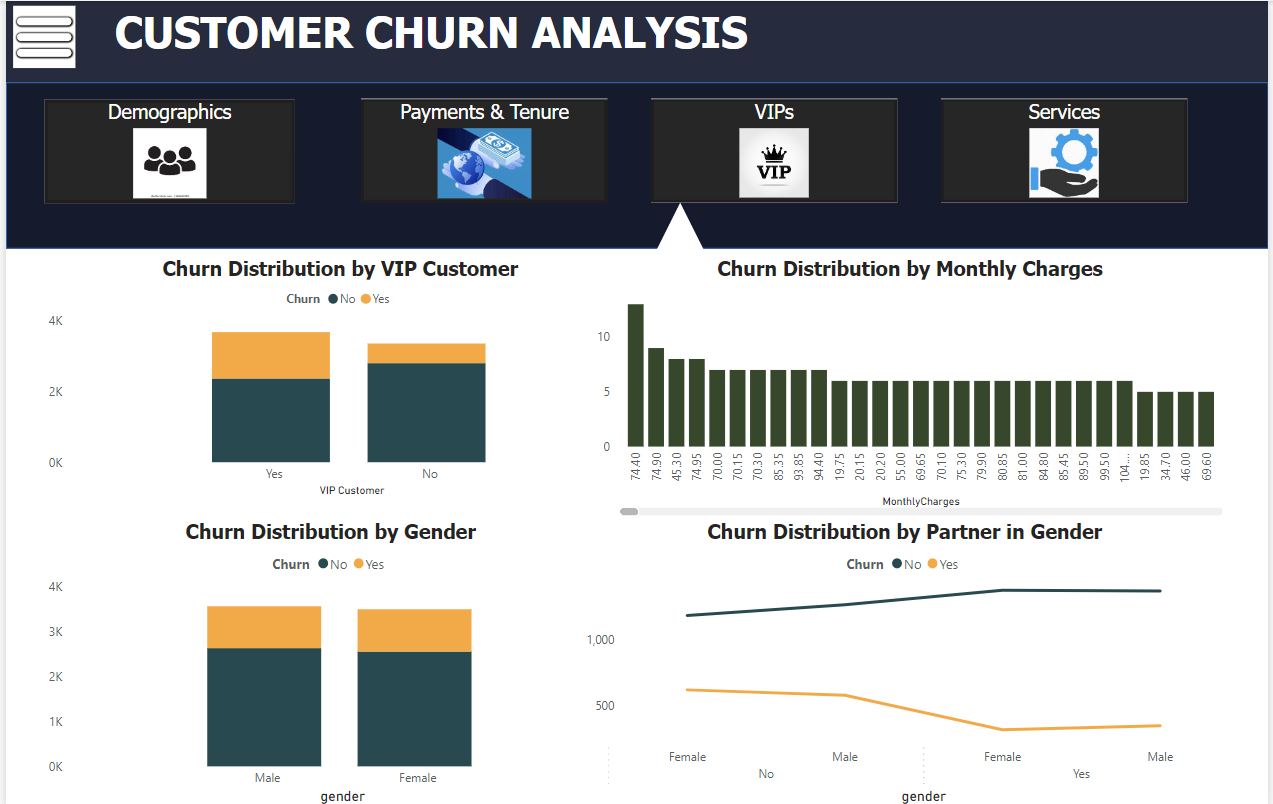 CUSTOMER CHURN ANALYSIS
Demographics
Payments & Tenure
VIPs
Services
VIP
Churn Distribution by VIP Customer
Churn No Yes
4K
2K
0K
Yes No
VIP Customer
Churn Distribution by Monthly Charges
10
5
0
74.40 74.90 45.30 74.95 70.00 70.15 70.30 85.35 93.85 94.40 19.75 20.15 20.20 55.00 69.65 70.10 75.30 79.90 80.85 81.00 84.80 85.45 89.50 99.50 104... 19.85 34.70 46.00 69.60
MonthlyCharges
Churn Distribution by Gender
Churn No Yes
4K
3K
2K
1K
0K
Male Female
gender
Churn Distribution by Partner in Gender
Churn No Yes
1,000
500
Female Male Female Male
No Yes
gender